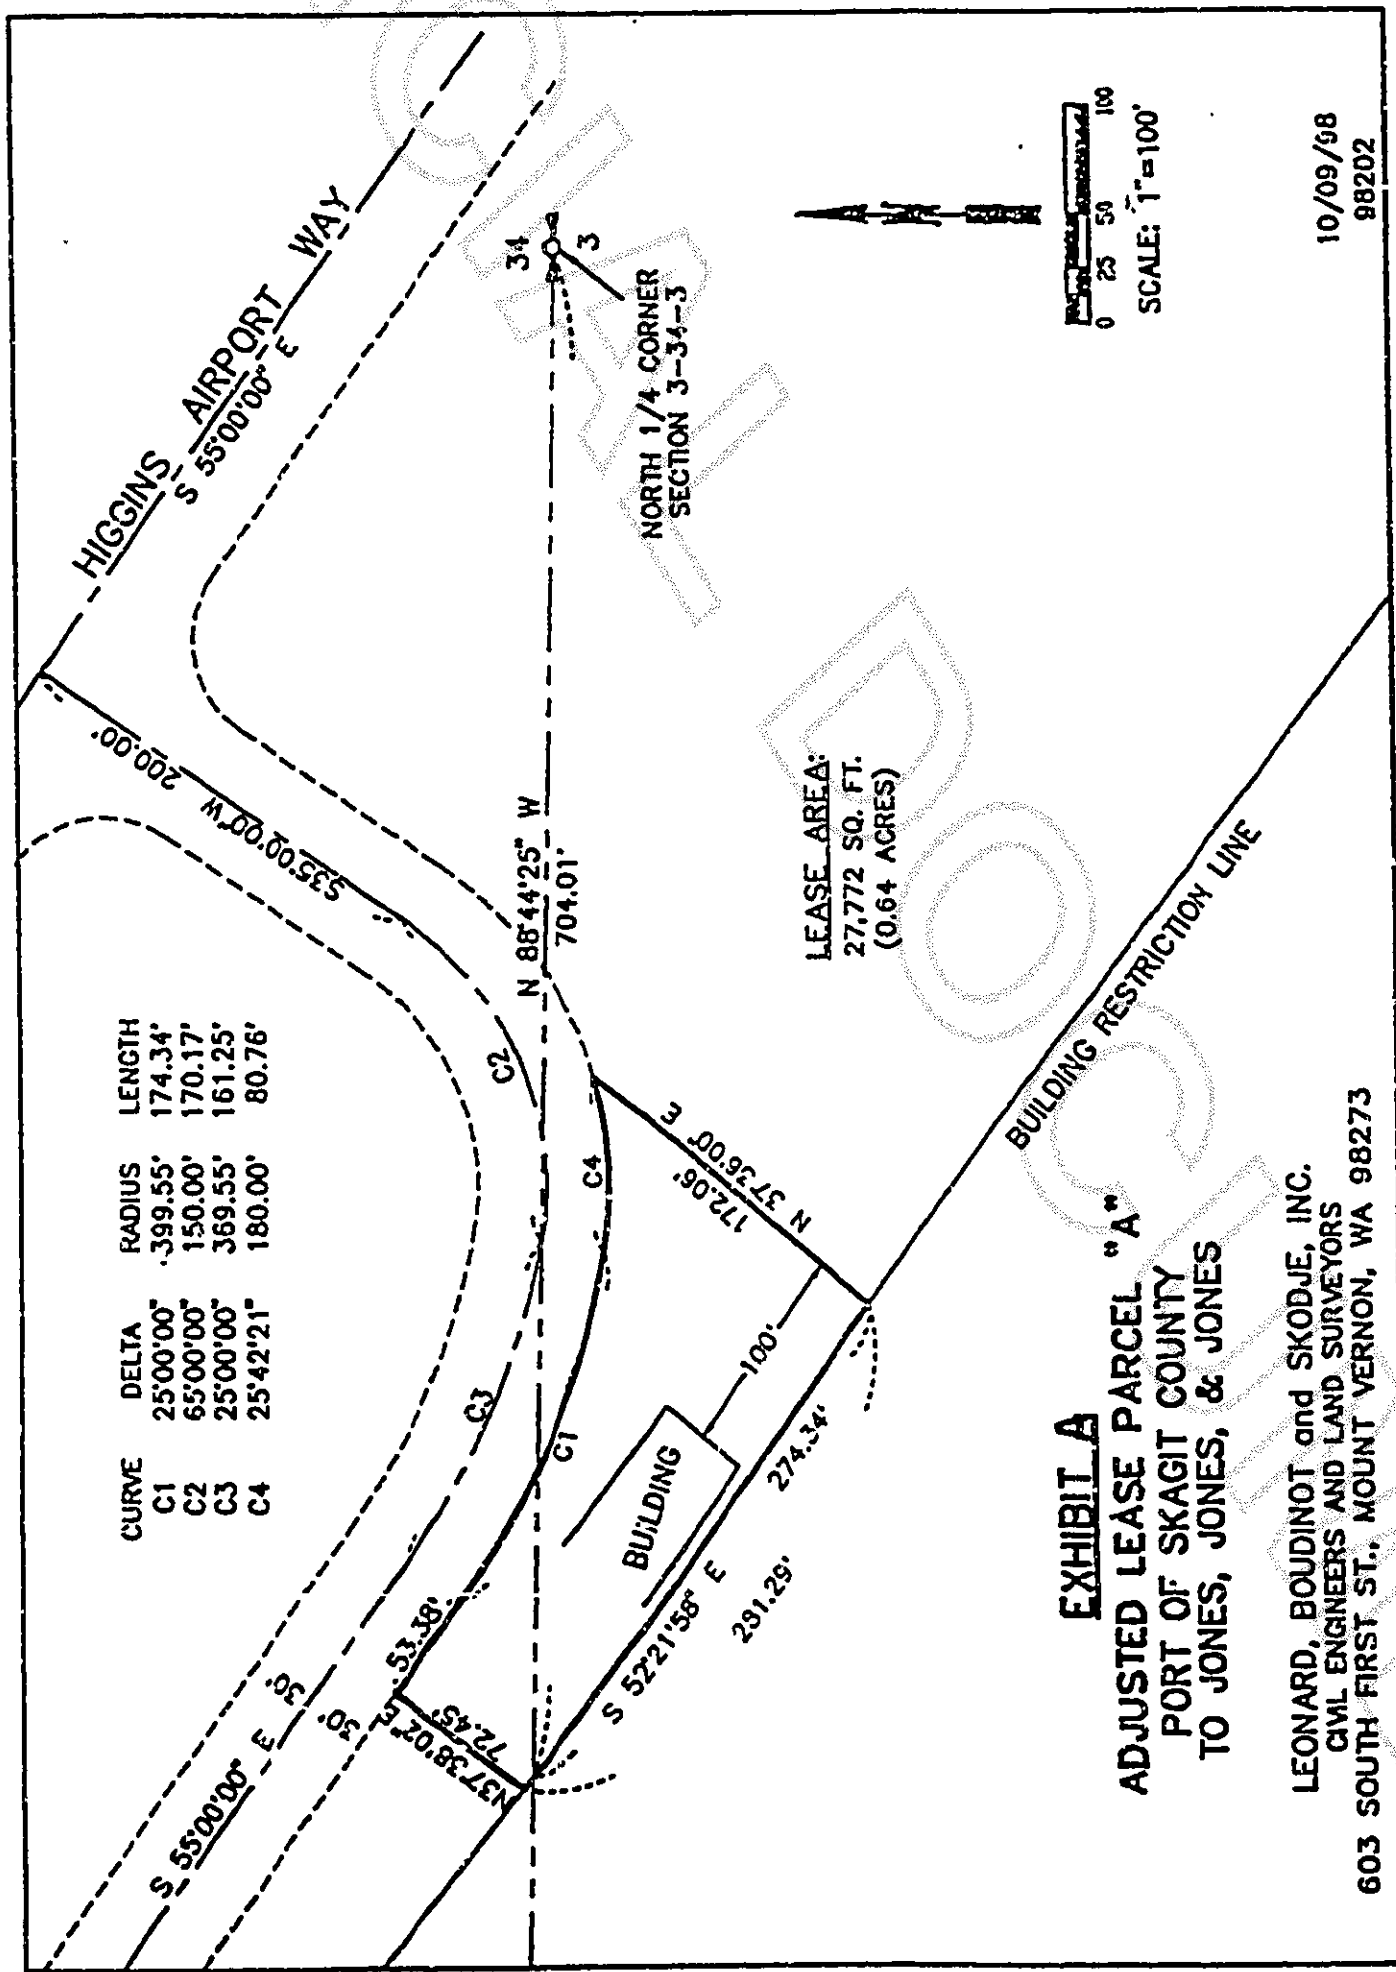 CURVE DELTA RADIUS LENGTH
C1 25°00'00" 399.55' 174.34'
C2 65°00'00" 150.00' 170.17'
C3 25°00'00" 369.55' 161.25'
C4 25°42'21" 180.00' 80.76'
HIGGINS AIRPORT WAY
S 55°00'00" E
200.00'
S35°00'00"W
S 55°00'00" E
30'
30'
53.38'
N37°38'02"E
72.45'
C3
C2
C1
C4
N 88°44'25" W
704.01'
34
3
NORTH 1/4 CORNER
SECTION 3-34-3
BUILDING
100'
172.06'
N 37°36'00" E
S 52°21'58" E
274.34'
281.29'
LEASE AREA:
27,772 SQ. FT.
(0.64 ACRES)
BUILDING RESTRICTION LINE
0 25 50 100
SCALE: 1"=100'
EXHIBIT A
ADJUSTED LEASE PARCEL "A"
PORT OF SKAGIT COUNTY
TO JONES, JONES, & JONES
LEONARD, BOUDINOT and SKODJE, INC.
CIVIL ENGINEERS AND LAND SURVEYORS
603 SOUTH FIRST ST., MOUNT VERNON, WA 98273
10/09/98
98202